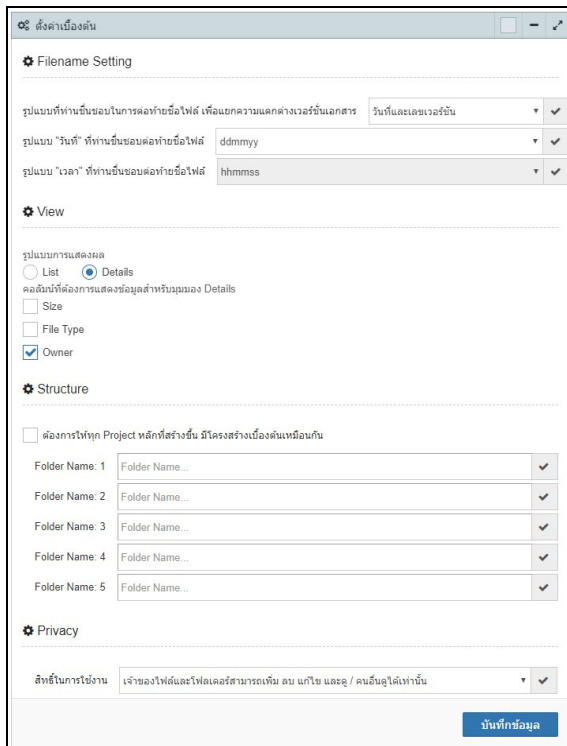 ตั้งค่าเบื้องต้น
Filename Setting
รูปแบบที่ท่านชื่นชอบในการต่อท้ายชื่อไฟล์ เพื่อแยกความแตกต่างเวอร์ชั่นเอกสาร วันที่และเลขเวอร์ชัน
รูปแบบ "วันที่" ที่ท่านชื่นชอบต่อท้ายชื่อไฟล์ ddmmyy
รูปแบบ "เวลา" ที่ท่านชื่นชอบต่อท้ายชื่อไฟล์ hhmmss
View
รูปแบบการแสดงผล
List Details
คอลัมน์ที่ต้องการแสดงข้อมูลสำหรับมุมมอง Details
Size
File Type
Owner
Structure
ต้องการให้ทุก Project หลักที่สร้างขึ้น มีโครงสร้างเบื้องต้นเหมือนกัน
Folder Name: 1 Folder Name...
Folder Name: 2 Folder Name...
Folder Name: 3 Folder Name...
Folder Name: 4 Folder Name...
Folder Name: 5 Folder Name...
Privacy
สิทธิ์ในการใช้งาน เจ้าของไฟล์และโฟลเดอร์สามารถเพิ่ม ลบ แก้ไข และดู / คนอื่นดูได้เท่านั้น
บันทึกข้อมูล